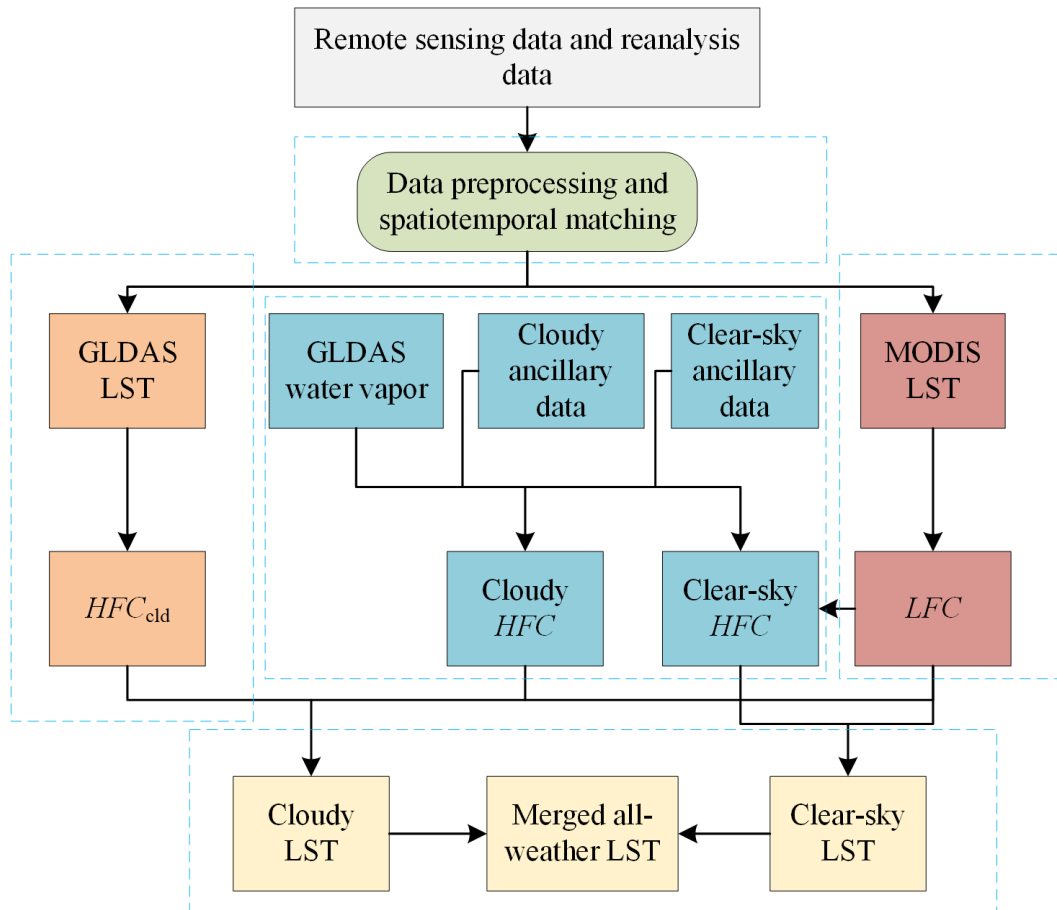 Remote sensing data and reanalysis
data
Data preprocessing and
spatiotemporal matching
GLDAS
LST
GLDAS
water vapor
Cloudy
ancillary
data
Clear-sky
ancillary
data
MODIS
LST
HFCcld
Cloudy
HFC
Clear-sky
HFC
LFC
Cloudy
LST
Merged all-
weather LST
Clear-sky
LST